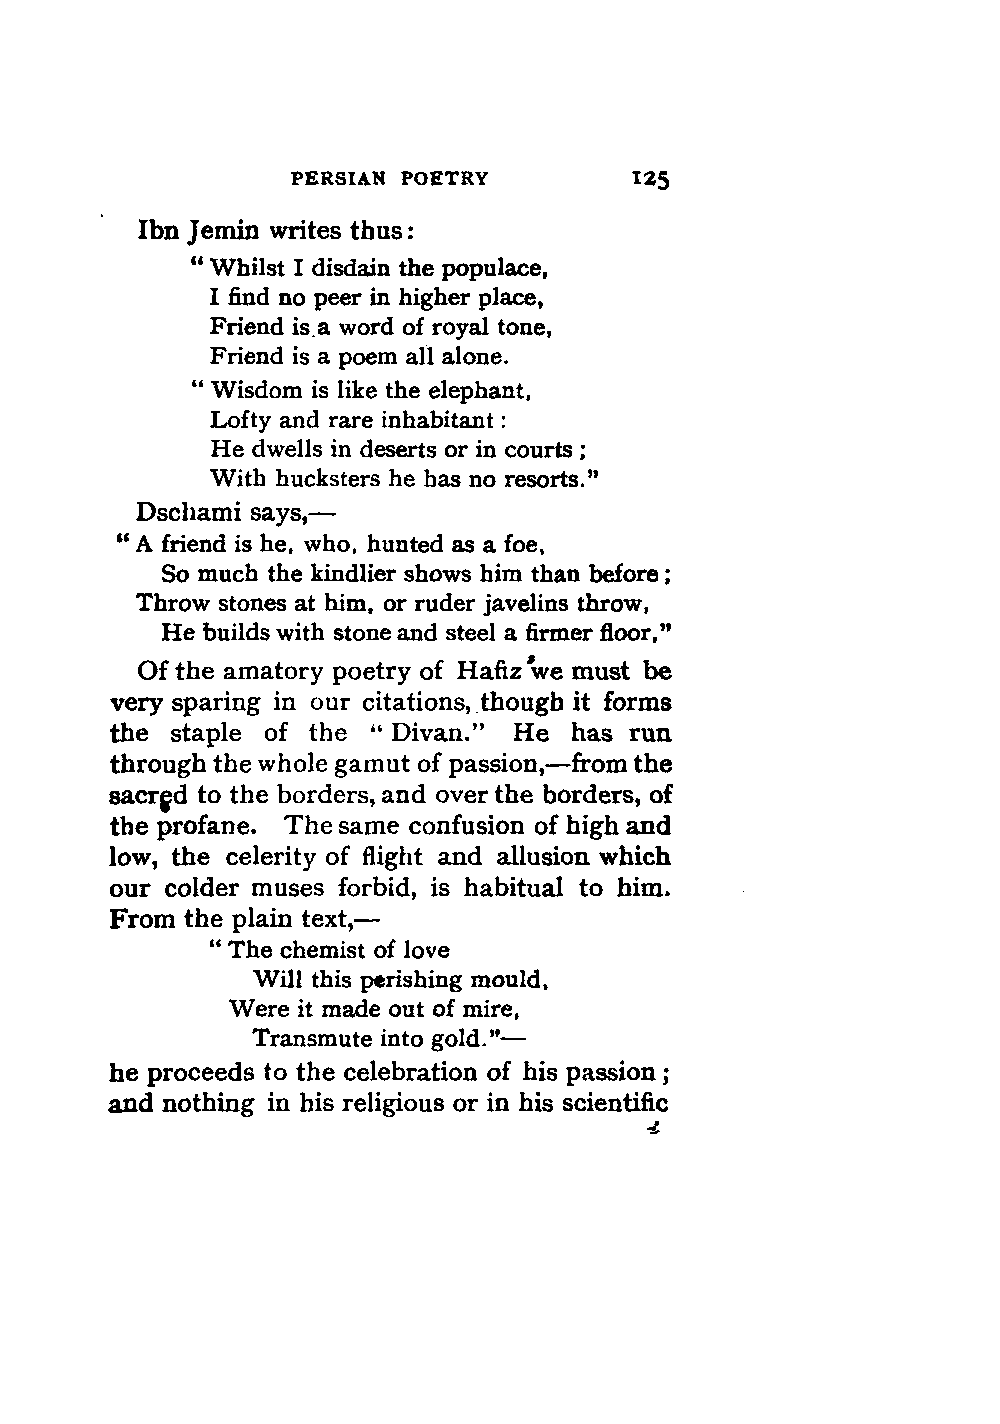 PERSIAN POETRY 125
Ibn Jemin writes thus:
“Whilst I disdain the populace,
I find no peer in higher place,
Friend is a word of royal tone,
Friend is a poem all alone.
“Wisdom is like the elephant,
Lofty and rare inhabitant:
He dwells in deserts or in courts;
With hucksters he has no resorts.”
Dschami says,—
“A friend is he, who, hunted as a foe,
So much the kindlier shows him than before;
Throw stones at him, or ruder javelins throw,
He builds with stone and steel a firmer floor,”
Of the amatory poetry of Hafiz we must be
very sparing in our citations, though it forms
the staple of the “Divan.” He has run
through the whole gamut of passion,—from the
sacred to the borders, and over the borders, of
the profane. The same confusion of high and
low, the celerity of flight and allusion which
our colder muses forbid, is habitual to him.
From the plain text,—
“The chemist of love
Will this perishing mould,
Were it made out of mire,
Transmute into gold.”—
he proceeds to the celebration of his passion;
and nothing in his religious or in his scientific